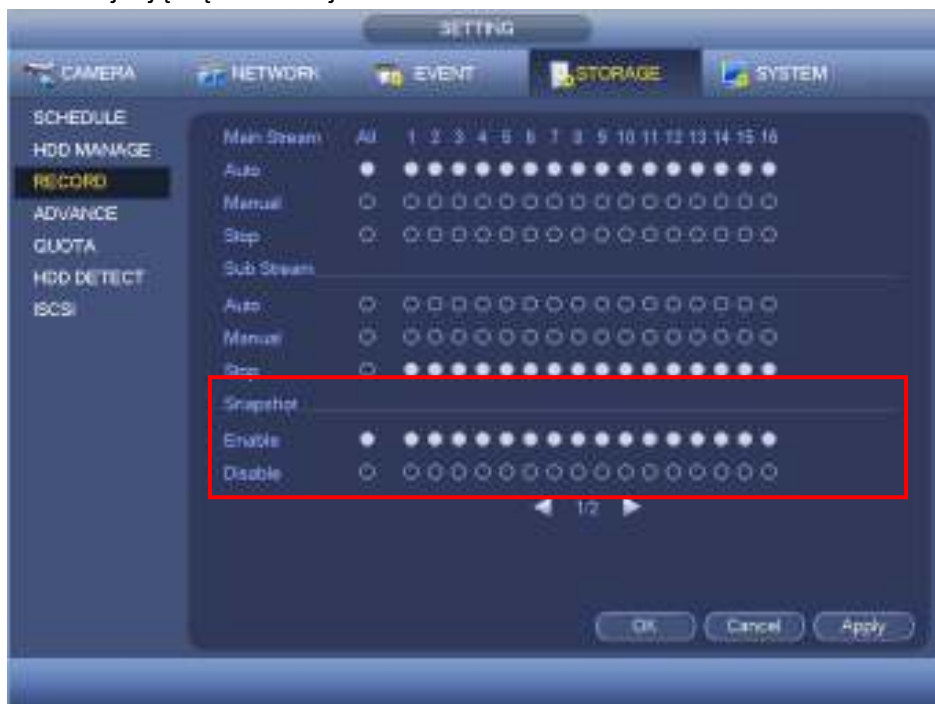 SETTING
CAMERA NETWORK EVENT STORAGE SYSTEM
SCHEDULE
HDD MANAGE
RECORD
ADVANCE
QUOTA
HDD DETECT
ISCSI
Main Stream All 1 2 3 4 5 6 7 8 9 10 11 12 13 14 15 16
Auto
Manual
Stop
Sub Stream
Auto
Manual
Stop
Snapshot
Enable
Disable
1/2
OK Cancel Apply